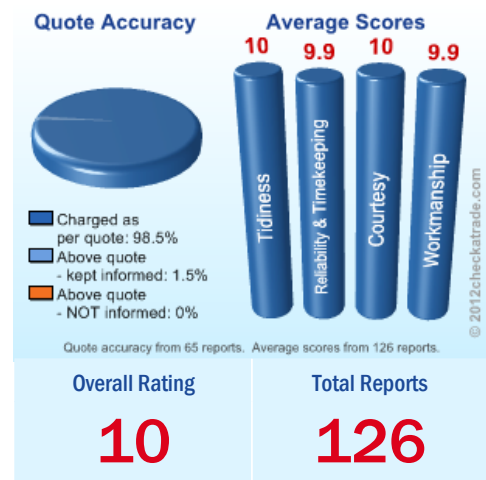 Quote Accuracy
Charged as
per quote: 98.5%
Above quote
- kept informed: 1.5%
Above quote
- NOT informed: 0%
Average Scores
10
9.9
10
9.9
Tidiness
Reliability & Timekeeping
Courtesy
Workmanship
© 2012checkatrade.com
Quote accuracy from 65 reports. Average scores from 126 reports.
Overall Rating
10
Total Reports
126